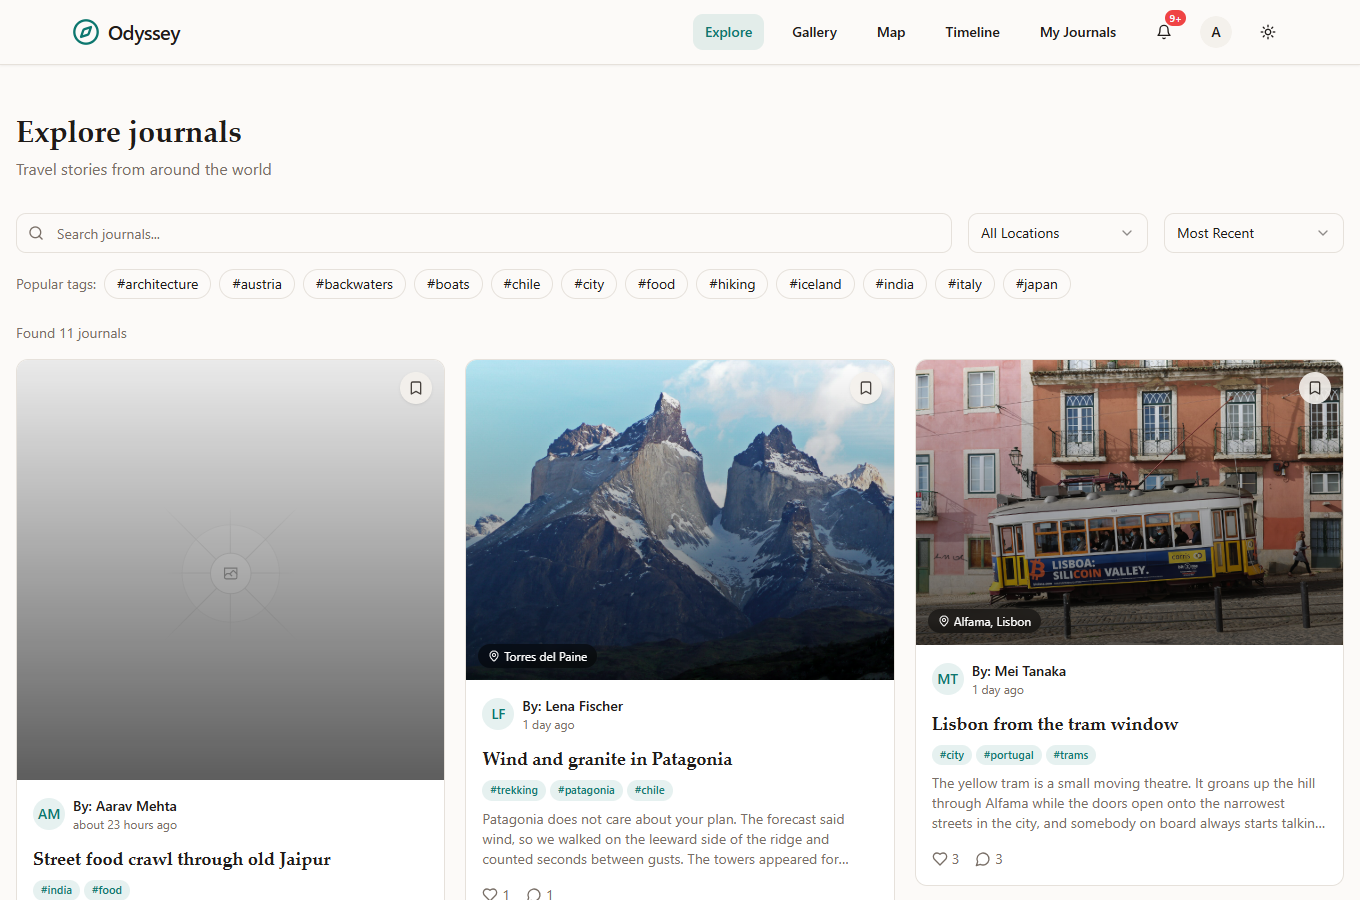 Odyssey
Explore
Gallery
Map
Timeline
My Journals
9+
A
Explore journals
Travel stories from around the world
Search journals...
All Locations
Most Recent
Popular tags:
#architecture
#austria
#backwaters
#boats
#chile
#city
#food
#hiking
#iceland
#india
#italy
#japan
Found 11 journals
AM
By: Aarav Mehta
about 23 hours ago
Street food crawl through old Jaipur
#india
#food
Torres del Paine
LF
By: Lena Fischer
1 day ago
Wind and granite in Patagonia
#trekking
#patagonia
#chile
Patagonia does not care about your plan. The forecast said
wind, so we walked on the leeward side of the ridge and
counted seconds between gusts. The towers appeared for...
1
1
LISBOA:
SILICOIN VALLEY.
Alfama, Lisbon
MT
By: Mei Tanaka
1 day ago
Lisbon from the tram window
#city
#portugal
#trams
The yellow tram is a small moving theatre. It groans up the hill
through Alfama while the doors open onto the narrowest
streets in the city, and somebody on board always starts talkin...
3
3